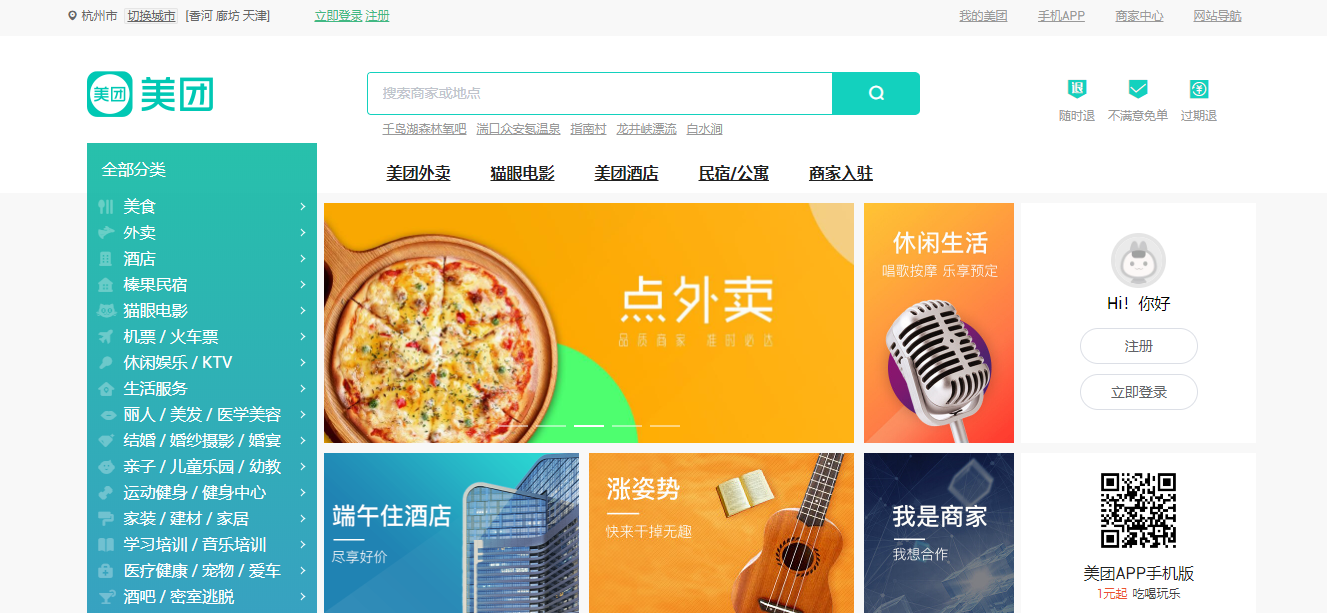 杭州市 切换城市 [香河 廊坊 天津] 立即登录 注册 我的美团 手机APP 商家中心 网站导航
美团 美团
搜索商家或地点
随时退 不满意免单 过期退
千岛湖森林氧吧 湍口众安氡温泉 指南村 龙井峡漂流 白水涧
全部分类
美团外卖 猫眼电影 美团酒店 民宿/公寓 商家入驻
美食
外卖
酒店
榛果民宿
猫眼电影
机票 / 火车票
休闲娱乐 / KTV
生活服务
丽人 / 美发 / 医学美容
结婚 / 婚纱摄影 / 婚宴
亲子 / 儿童乐园 / 幼教
运动健身 / 健身中心
家装 / 建材 / 家居
学习培训 / 音乐培训
医疗健康 / 宠物 / 爱车
酒吧 / 密室逃脱
点外卖
品质商家 准时必达
休闲生活
唱歌按摩 乐享预定
Hi！你好
注册
立即登录
端午住酒店
尽享好价
涨姿势
快来干掉无趣
我是商家
我想合作
美团APP手机版
1元起 吃喝玩乐